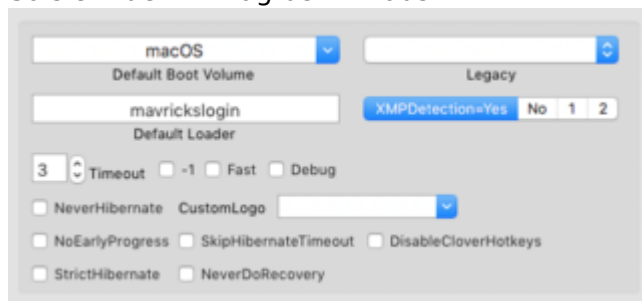 macOS
Default Boot Volume Legacy
mavrickslogin XMPDetection=Yes No 1 2
Default Loader
3 Timeout -1 Fast Debug
NeverHibernate CustomLogo
NoEarlyProgress SkipHibernateTimeout DisableCloverHotkeys
StrictHibernate NeverDoRecovery